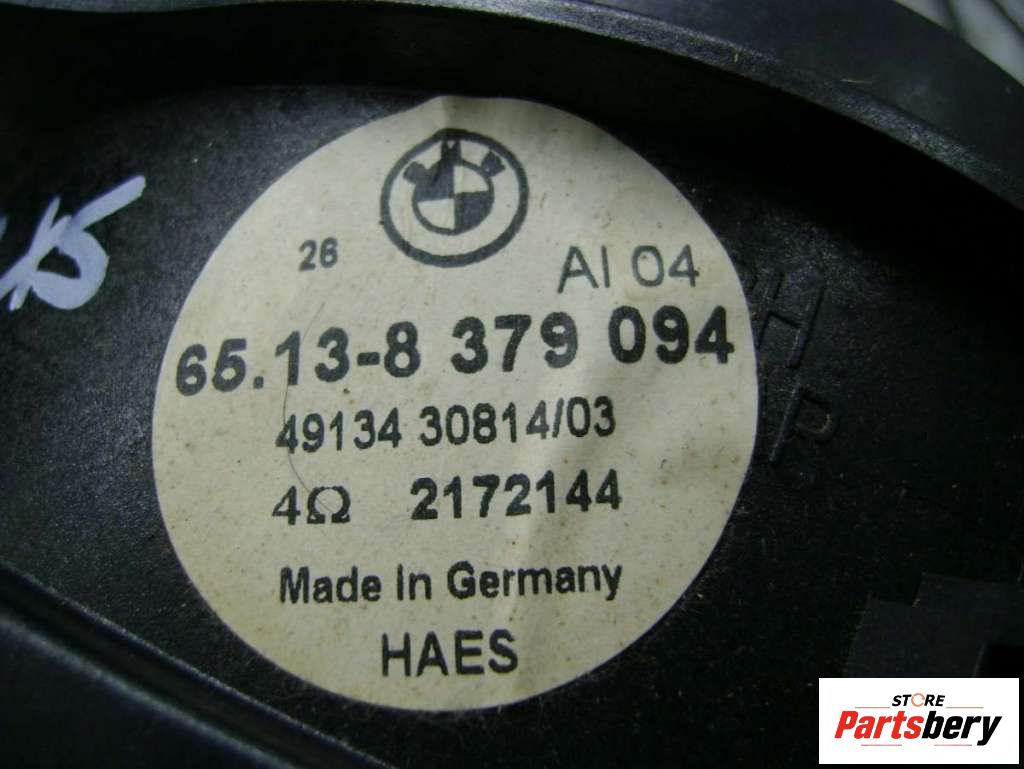 26
AI 04
65.13-8 379 094
49134 30814/03
4Ω 2172144
Made In Germany
HAES
STORE
Partsbery